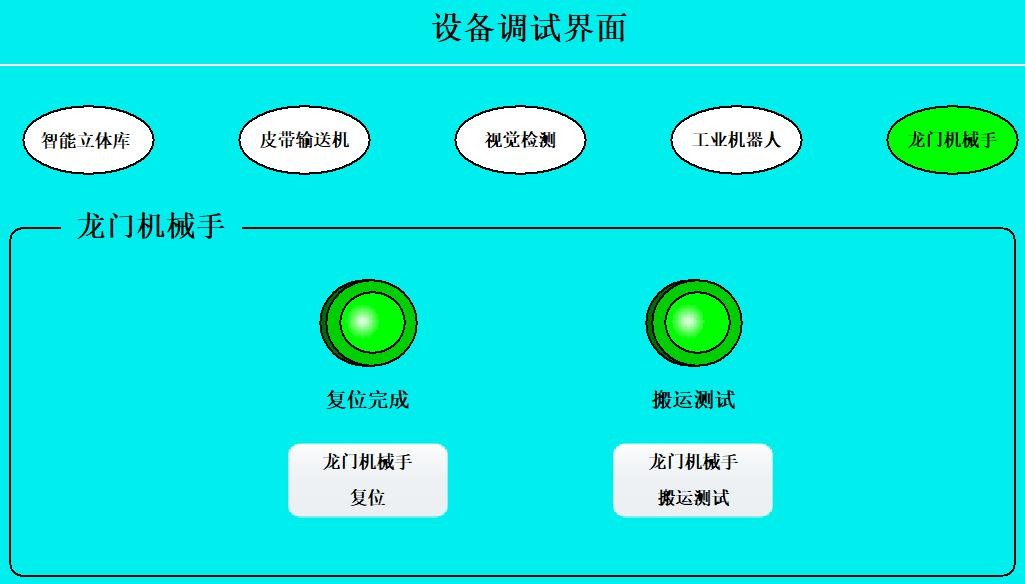 设备调试界面
智能立体库
皮带输送机
视觉检测
工业机器人
龙门机械手
龙门机械手
复位完成
搬运测试
龙门机械手
复位
龙门机械手
搬运测试